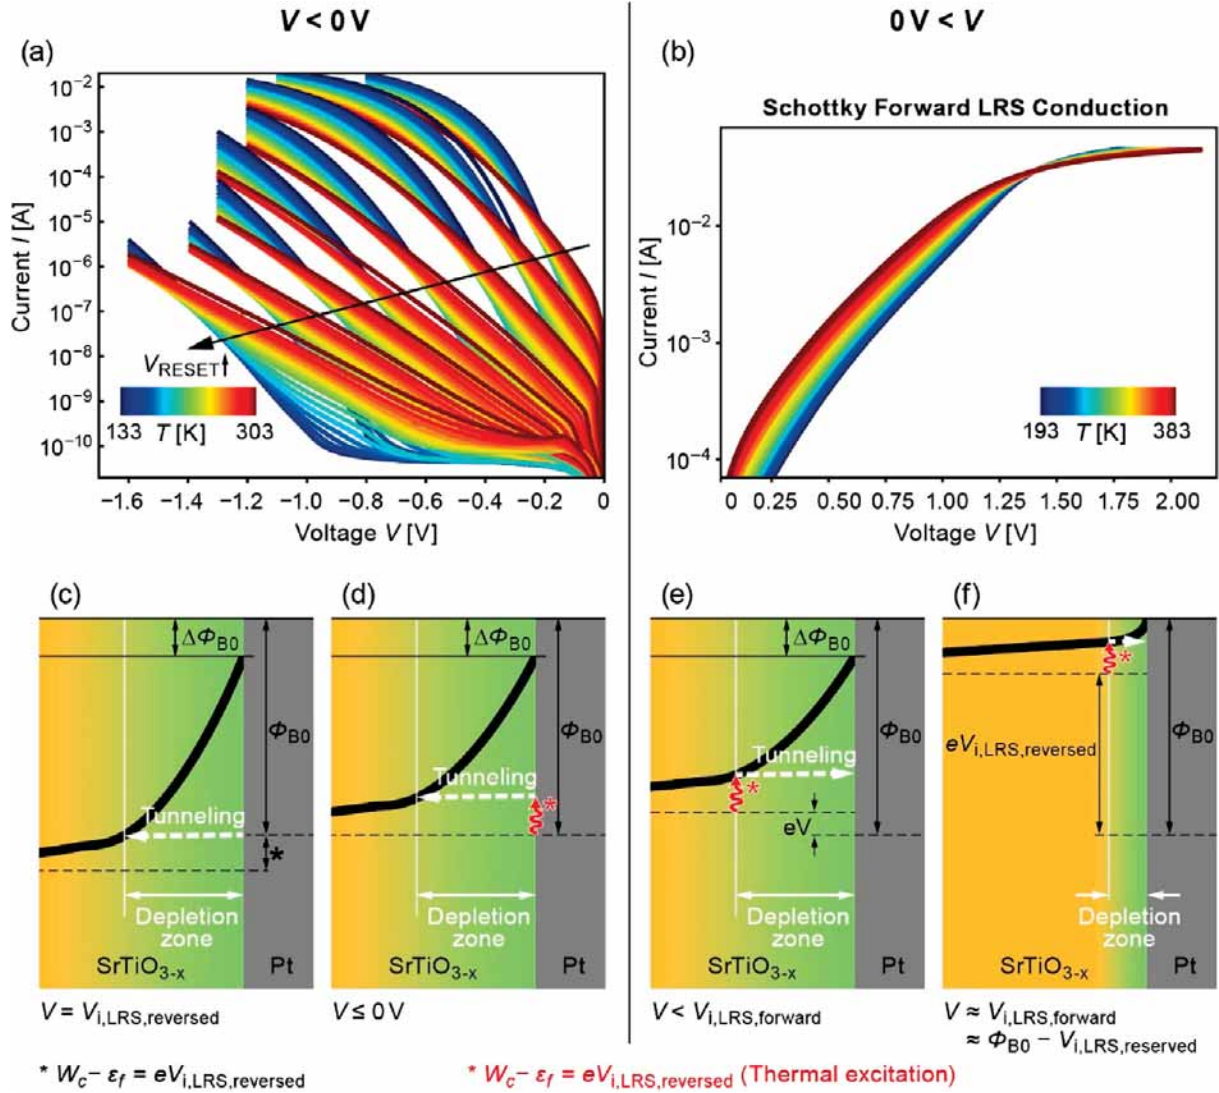 V < 0 V
0 V < V
(a)
10⁻²
10⁻³
10⁻⁴
10⁻⁵
10⁻⁶
10⁻⁷
10⁻⁸
10⁻⁹
10⁻¹⁰
Current I [A]
V_RESET↑
133 T [K] 303
−1.6 −1.4 −1.2 −1.0 −0.8 −0.6 −0.4 −0.2 0
Voltage V [V]
(b)
Schottky Forward LRS Conduction
10⁻²
10⁻³
10⁻⁴
Current I [A]
193 T [K] 383
0 0.25 0.50 0.75 1.00 1.25 1.50 1.75 2.00
Voltage V [V]
(c)
ΔΦ_B0
Φ_B0
Tunneling
*
Depletion
zone
SrTiO₃₋ₓ Pt
V = V_i,LRS,reversed
(d)
ΔΦ_B0
Φ_B0
Tunneling
*
Depletion
zone
SrTiO₃₋ₓ Pt
V ≤ 0 V
(e)
ΔΦ_B0
Φ_B0
Tunneling
*
eV
Depletion
zone
SrTiO₃₋ₓ Pt
V < V_i,LRS,forward
(f)
*
eV_i,LRS,reversed
Φ_B0
Depletion
zone
SrTiO₃₋ₓ Pt
V ≈ V_i,LRS,forward
≈ Φ_B0 − V_i,LRS,reserved
* W_c − ε_f = eV_i,LRS,reversed
* W_c − ε_f = eV_i,LRS,reversed (Thermal excitation)